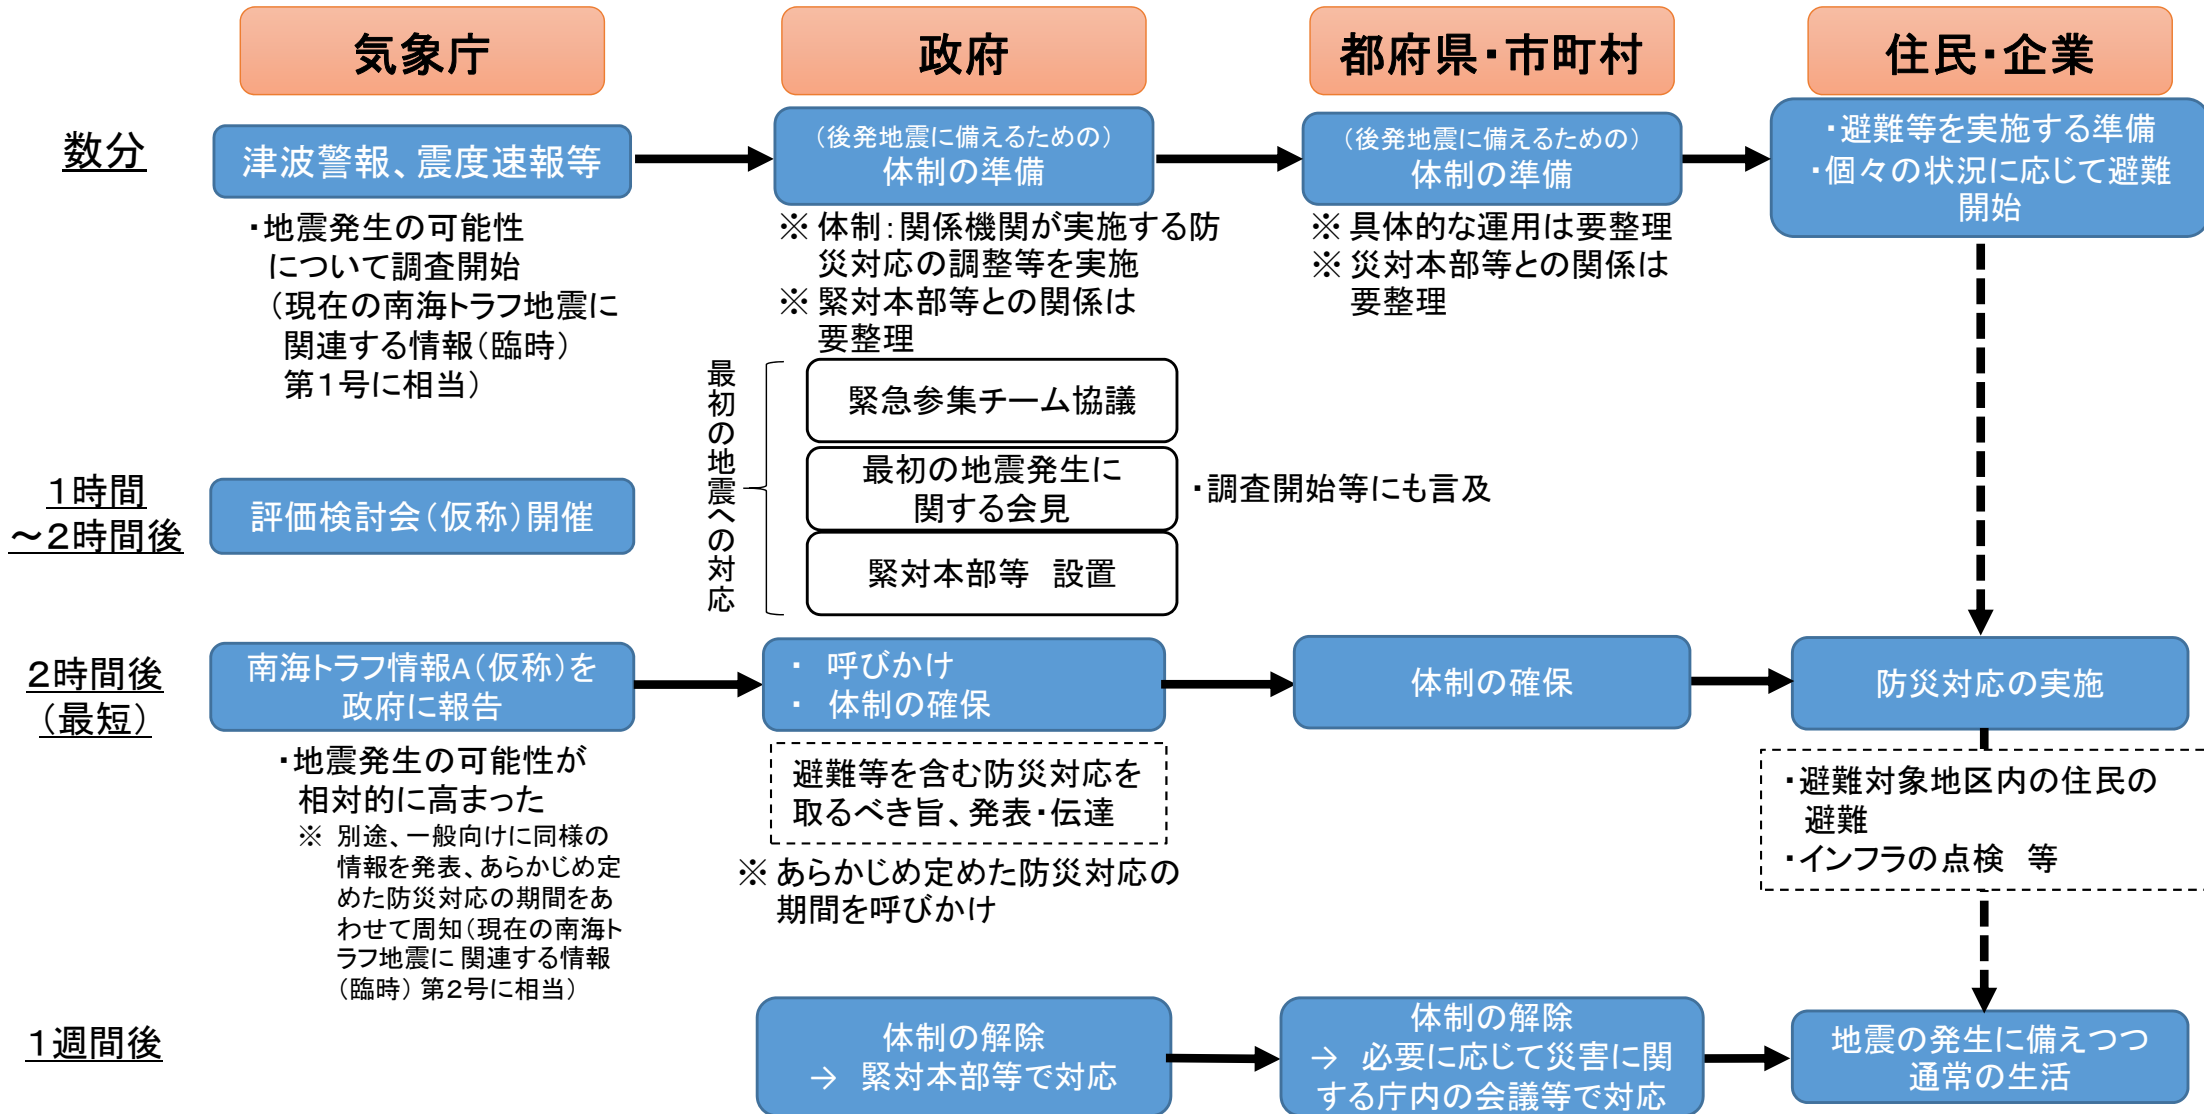 気象庁
政府
都府県・市町村
住民・企業
数分
津波警報、震度速報等
（後発地震に備えるための）
体制の準備
（後発地震に備えるための）
体制の準備
・避難等を実施する準備
・個々の状況に応じて避難
開始
・地震発生の可能性
について調査開始
（現在の南海トラフ地震に
関連する情報（臨時）
第１号に相当）
※ 体制：関係機関が実施する防
災対応の調整等を実施
※ 緊対本部等との関係は
要整理
※ 具体的な運用は要整理
※ 災対本部等との関係は
要整理
最初の地震への対応
緊急参集チーム協議
最初の地震発生に
関する会見
・調査開始等にも言及
緊対本部等　設置
１時間
～２時間後
評価検討会（仮称）開催
２時間後
（最短）
南海トラフ情報A（仮称）を
政府に報告
・　呼びかけ
・　体制の確保
体制の確保
防災対応の実施
・地震発生の可能性が
相対的に高まった
※ 別途、一般向けに同様の
情報を発表、あらかじめ定
めた防災対応の期間をあ
わせて周知（現在の南海ト
ラフ地震に 関連する情報
（臨時） 第２号に相当）
避難等を含む防災対応を
取るべき旨、発表・伝達
※ あらかじめ定めた防災対応の
期間を呼びかけ
・避難対象地区内の住民の
避難
・インフラの点検　等
１週間後
体制の解除
→ 緊対本部等で対応
体制の解除
→ 必要に応じて災害に関
する庁内の会議等で対応
地震の発生に備えつつ
通常の生活